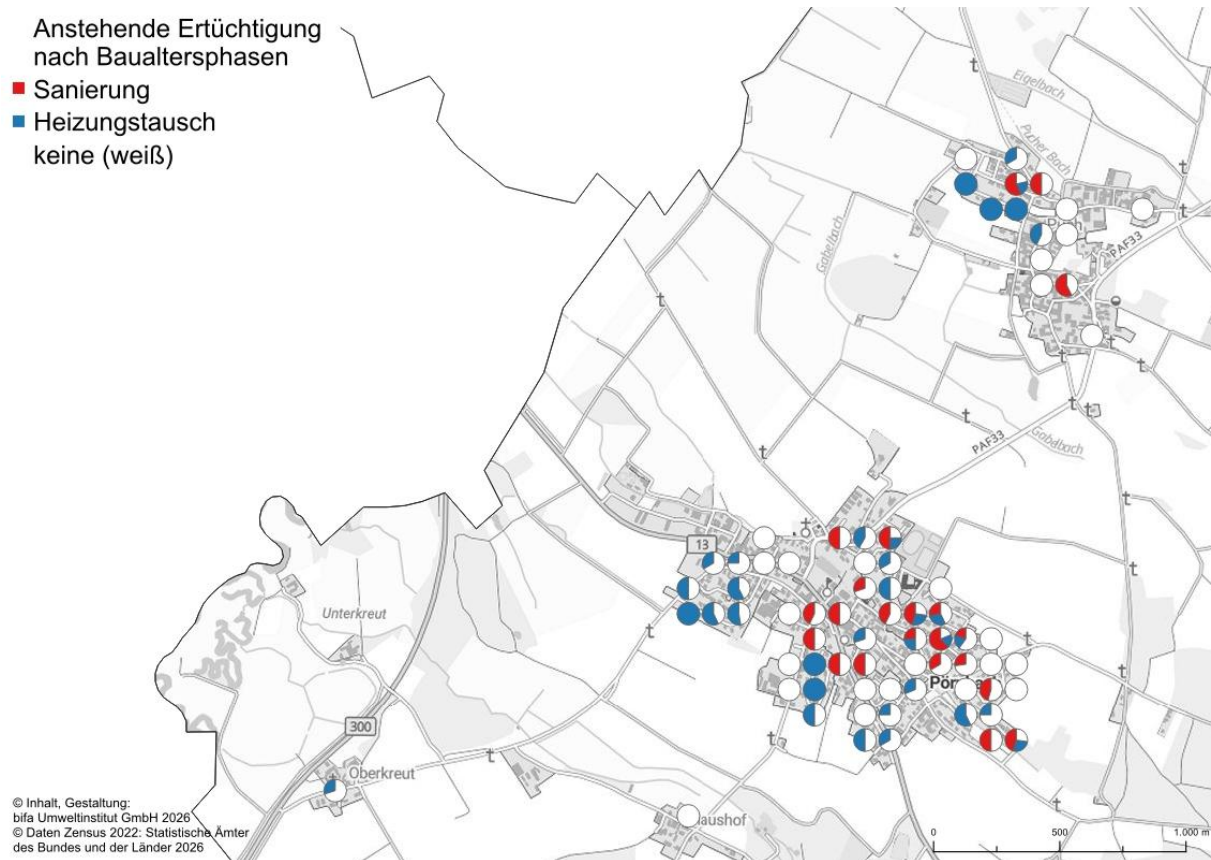 Anstehende Ertüchtigung
nach Baualtersphasen
Sanierung
Heizungstausch
keine (weiß)
Eigelbach
Pucher Bach
Gabelbach
PAF33
Gabelbach
PAF33
13
Unterkreut
300
Oberkreut
© Inhalt, Gestaltung:
bifa Umweltinstitut GmbH 2026
© Daten Zensus 2022: Statistische Ämter
des Bundes und der Länder 2026
0 500 1.000 m